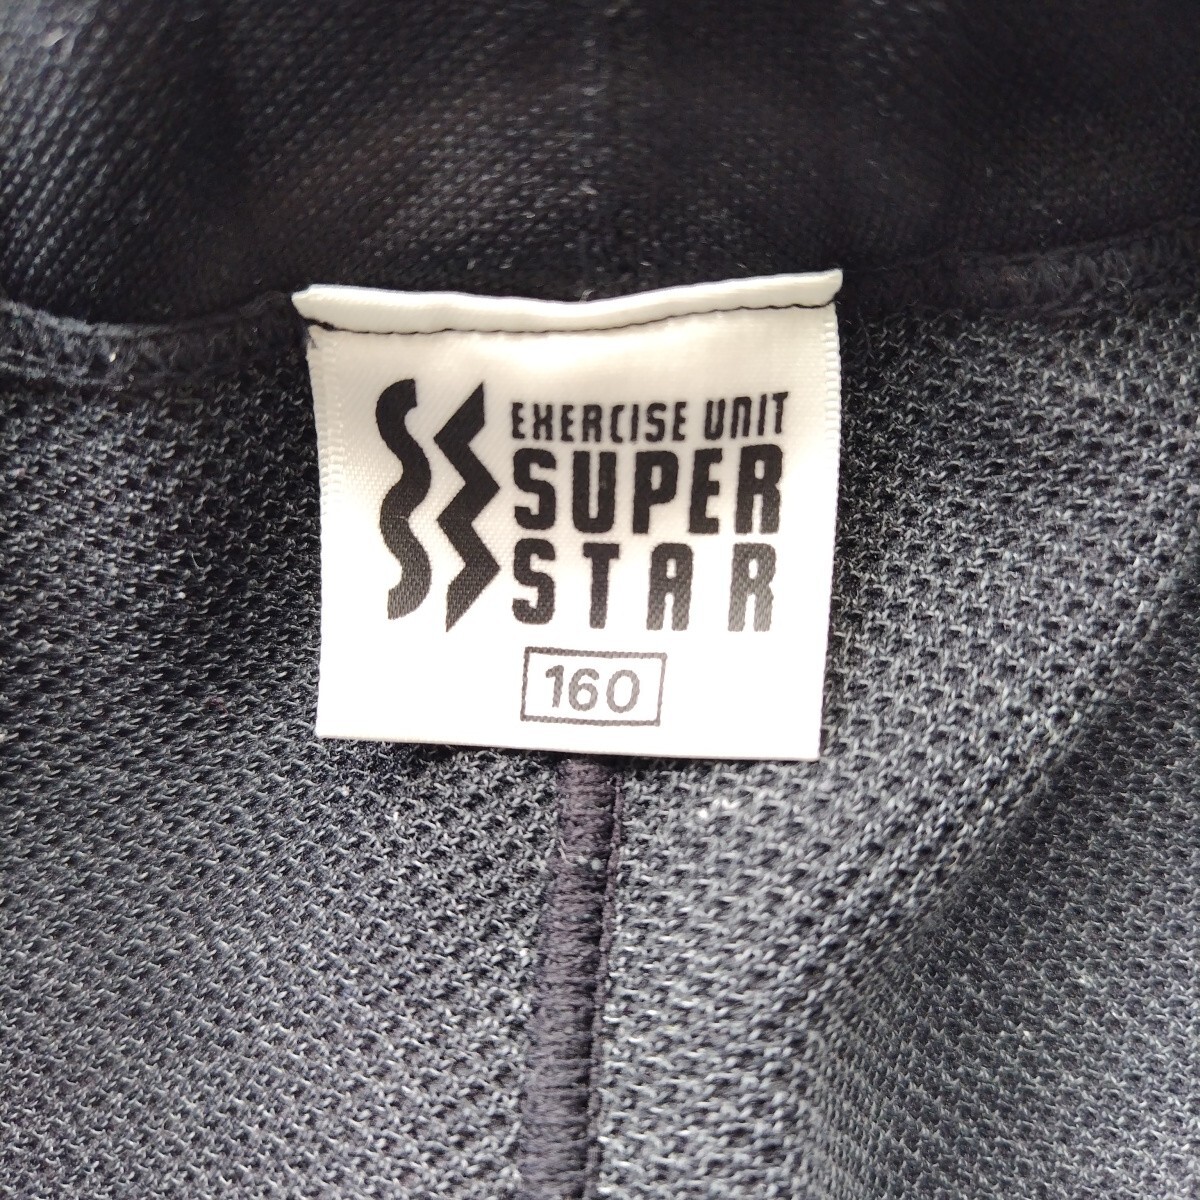 EXERCISE UNIT
SUPER
STAR
160